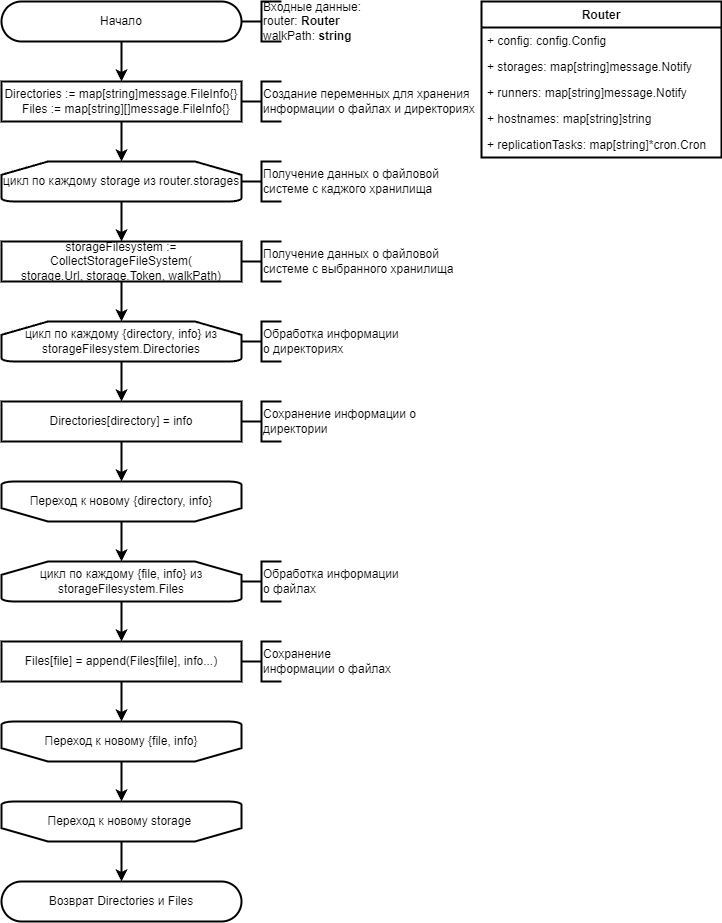 Начало
Входные данные:
router: Router
walkPath: string
Router
+ config: config.Config
+ storages: map[string]message.Notify
+ runners: map[string]message.Notify
+ hostnames: map[string]string
+ replicationTasks: map[string]*cron.Cron
Directories := map[string]message.FileInfo{}
Files := map[string][]message.FileInfo{}
Создание переменных для хранения
информации о файлах и директориях
цикл по каждому storage из router.storages
Получение данных о файловой
системе с каджого хранилища
storageFilesystem :=
CollectStorageFileSystem(
storage.Url, storage.Token, walkPath)
Получение данных о файловой
системе с выбранного хранилища
цикл по каждому {directory, info} из
storageFilesystem.Directories
Обработка информации
о директориях
Directories[directory] = info
Сохранение информации о
директории
Переход к новому {directory, info}
цикл по каждому {file, info} из
storageFilesystem.Files
Обработка информации
о файлах
Files[file] = append(Files[file], info...)
Сохранение
информации о файлах
Переход к новому {file, info}
Переход к новому storage
Возврат Directories и Files